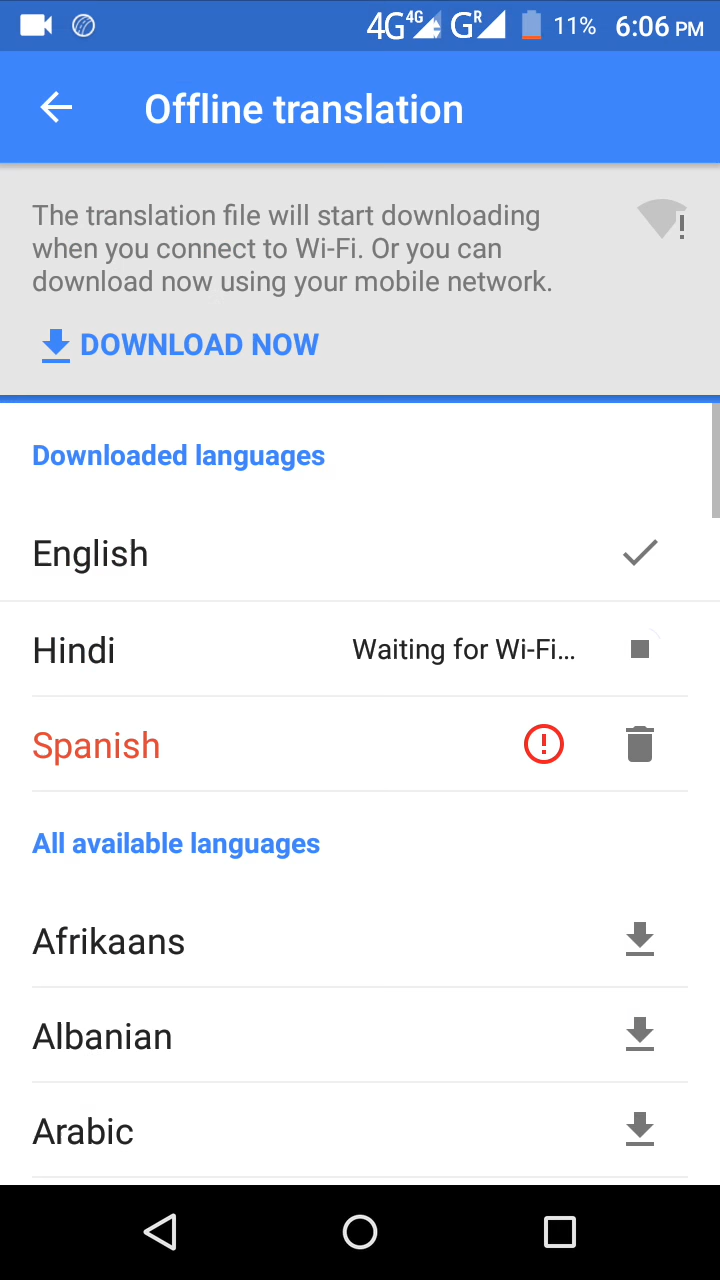 4G 4G G R 11% 6:06 PM
Offline translation
The translation file will start downloading
when you connect to Wi-Fi. Or you can
download now using your mobile network.
DOWNLOAD NOW
Downloaded languages
English
Hindi Waiting for Wi-Fi...
Spanish
All available languages
Afrikaans
Albanian
Arabic